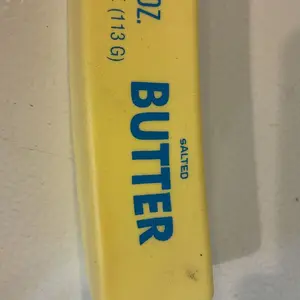 OZ.
(113 G)
SALTED
BUTTER